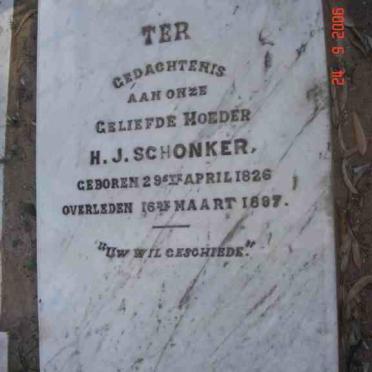 TER
GEDACHTENIS
AAN ONZE
GELIEFDE MOEDER
H. J. SCHONKER,
GEBOREN 29STE APRIL 1826
OVERLEDEN 16DE MAART 1897.
"UW WIL GESCHIEDE."
24 9 2006